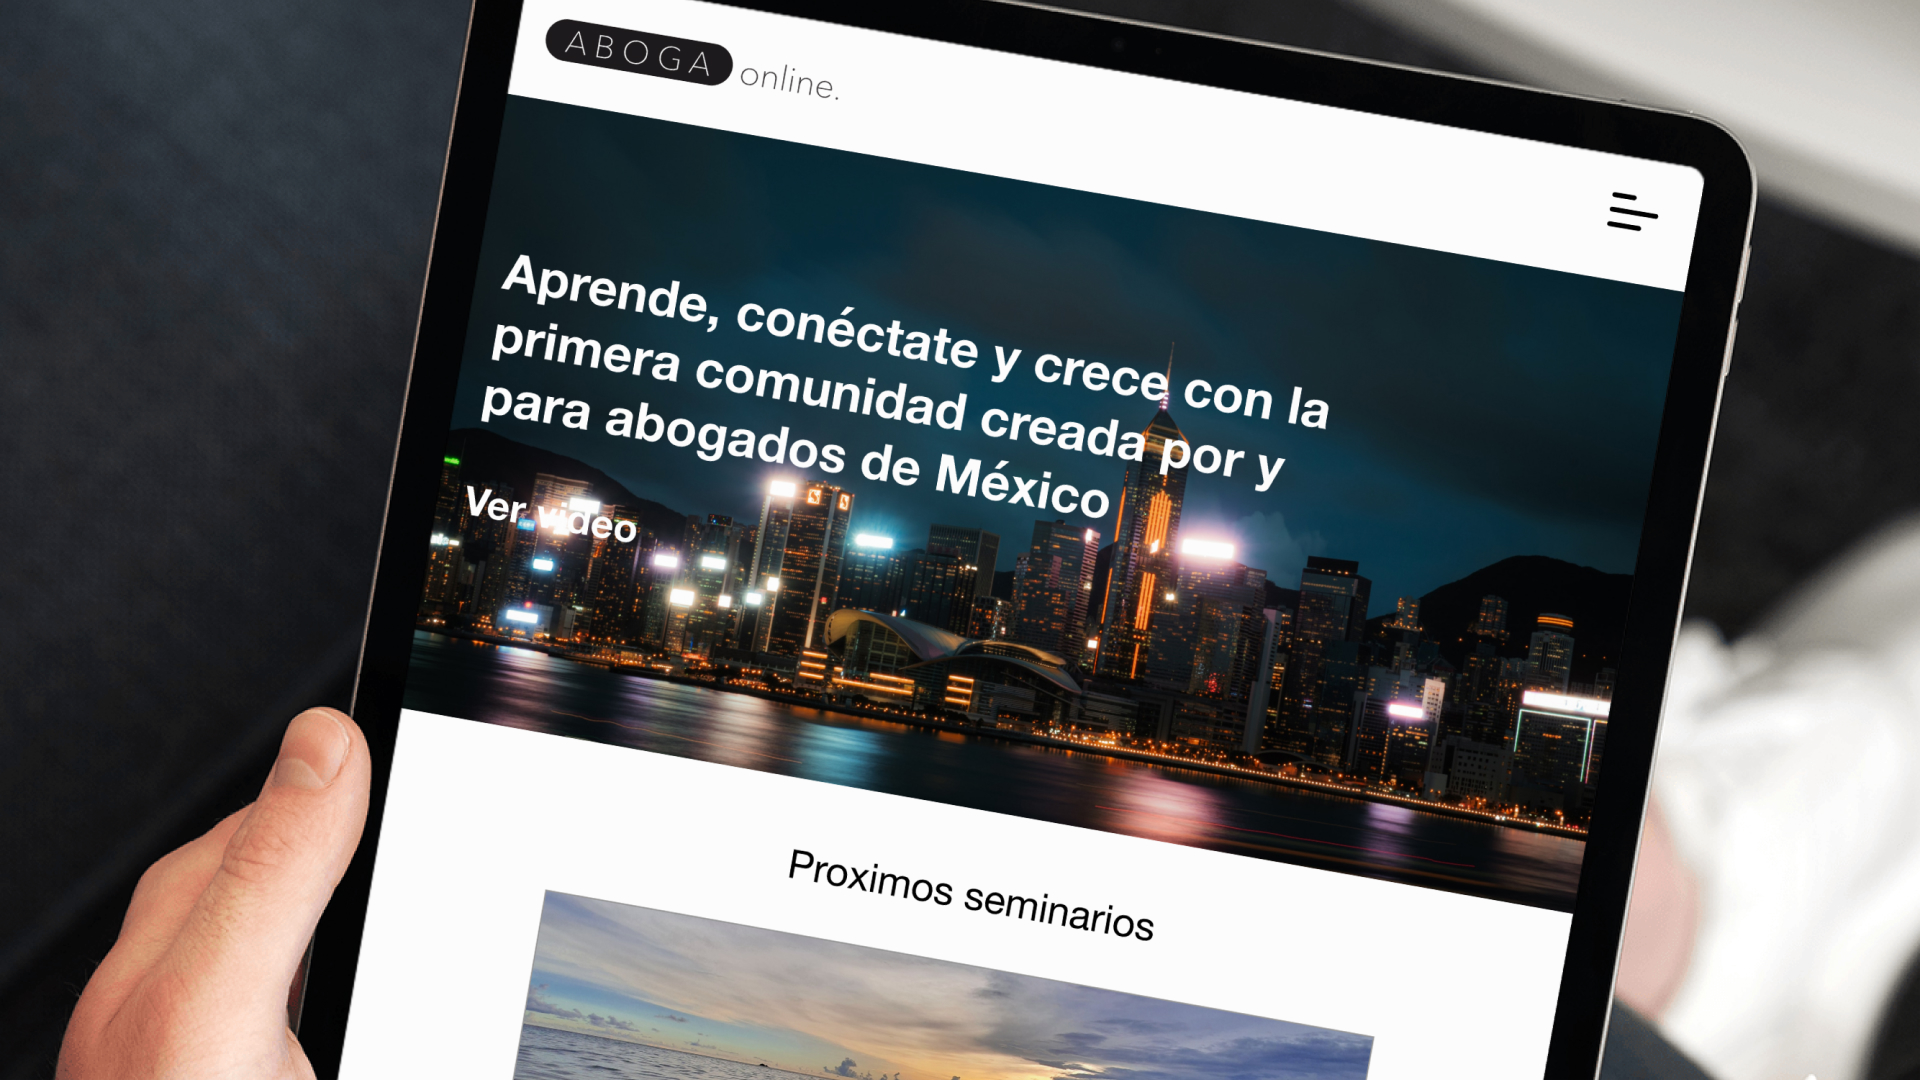 ABOGA online.
Aprende, conéctate y crece con la
primera comunidad creada por y
para abogados de México
Ver video
Proximos seminarios